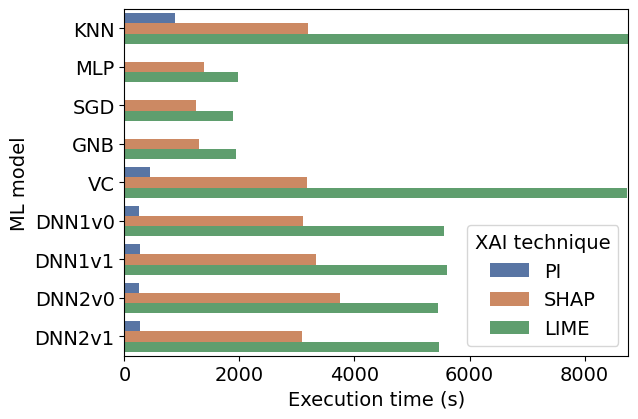 KNN
MLP
SGD
GNB
VC
DNN1v0
DNN1v1
DNN2v0
DNN2v1
ML model
XAI technique
PI
SHAP
LIME
0 2000 4000 6000 8000
Execution time (s)